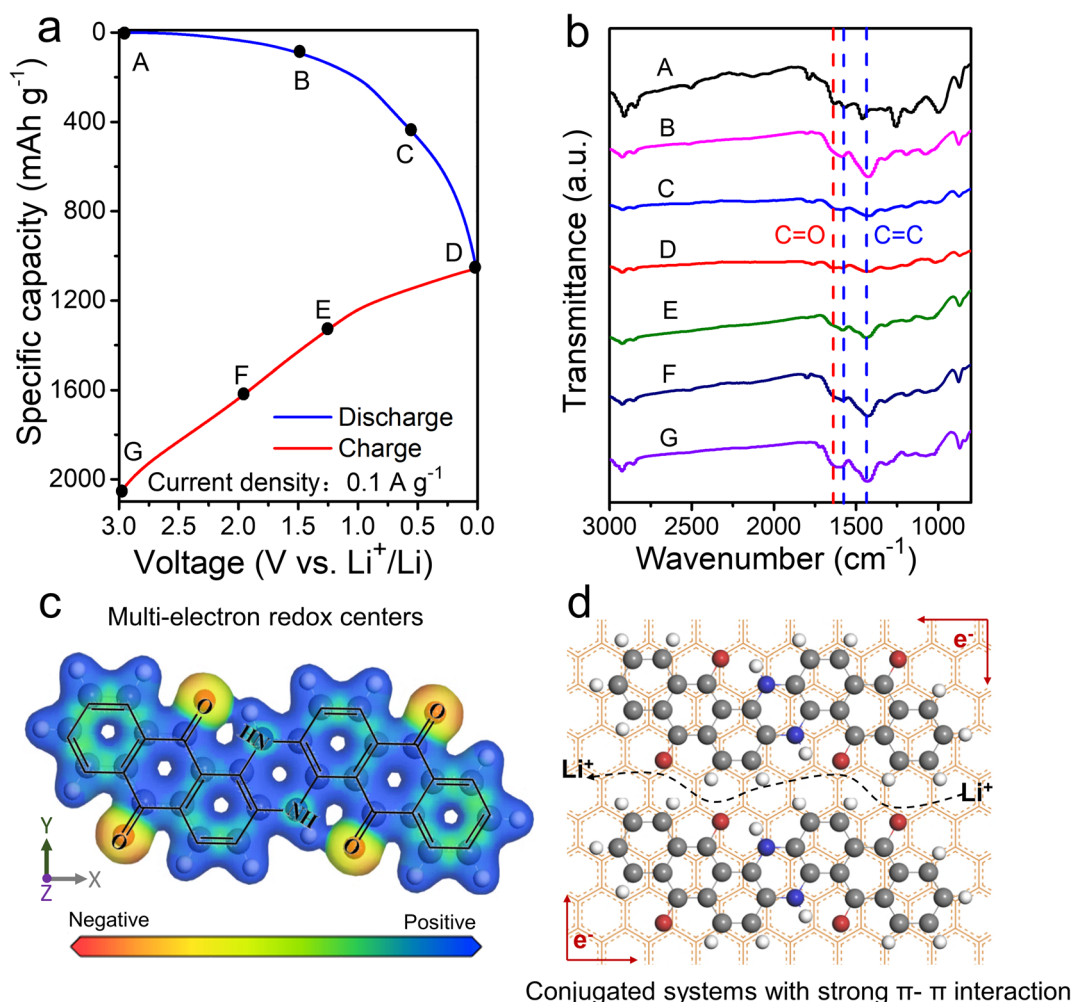 a
0
400
800
1200
1600
2000
Specific capacity (mAh g⁻¹)
A
B
C
D
E
F
G
Discharge
Charge
Current density：0.1 A g⁻¹
3.0 2.5 2.0 1.5 1.0 0.5 0.0
Voltage (V vs. Li⁺/Li)
b
Transmittance (a.u.)
A
B
C
C=O C=C
D
E
F
G
3000 2500 2000 1500 1000
Wavenumber (cm⁻¹)
c
Multi-electron redox centers
O
O
HN
NH
O
O
Y
Z X
Negative Positive
d
e⁻
Li⁺ Li⁺
e⁻
Conjugated systems with strong π- π interaction